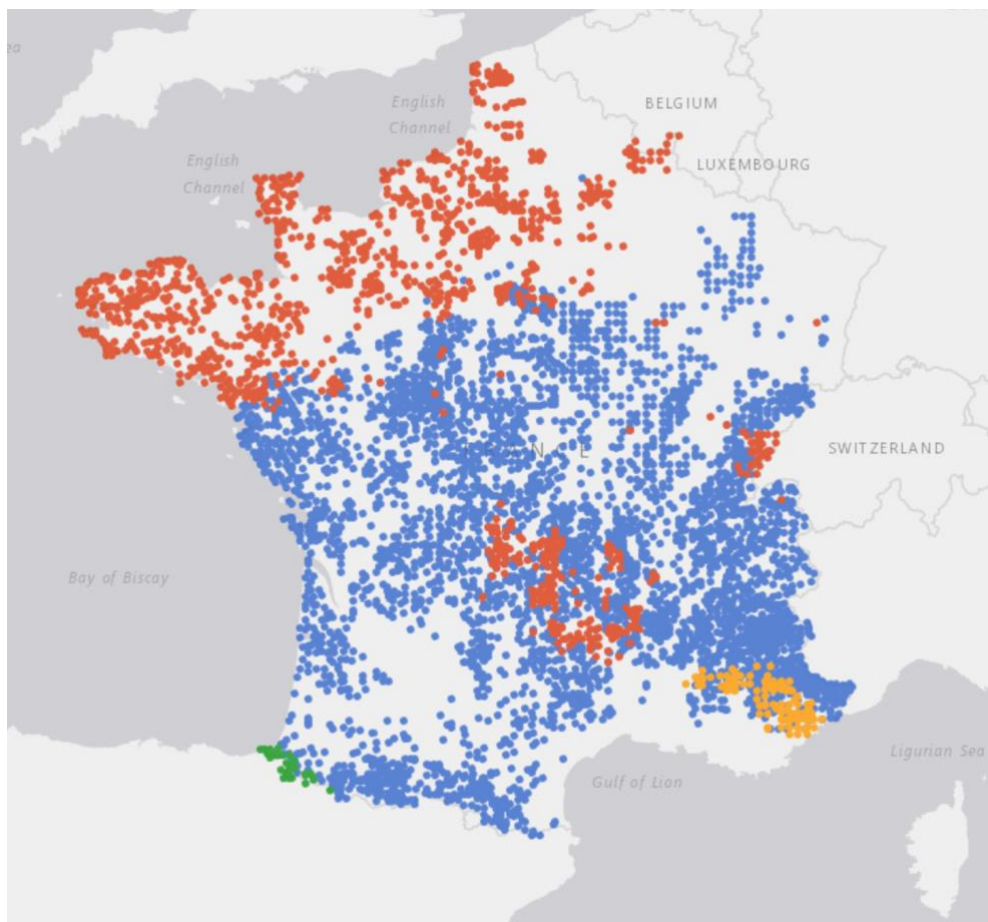 BELGIUM
English
Channel
English
Channel
LUXEMBOURG
SWITZERLAND
Bay of Biscay
Ligurian Sea
Gulf of Lion